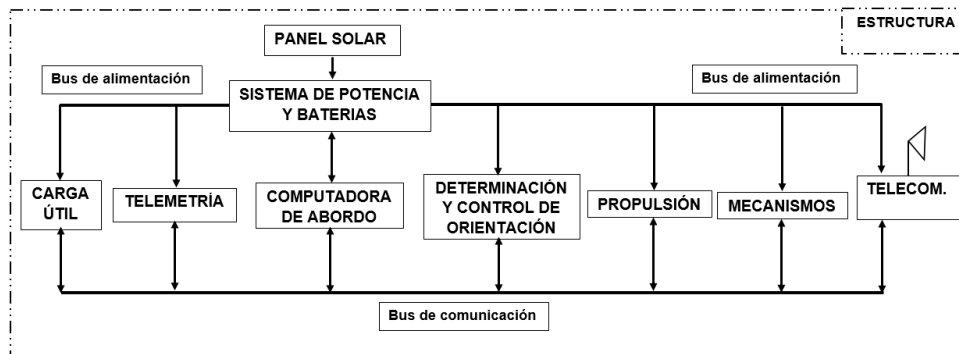 ESTRUCTURA
PANEL SOLAR
Bus de alimentación
Bus de alimentación
SISTEMA DE POTENCIA
Y BATERIAS
CARGA
ÚTIL
TELEMETRÍA
COMPUTADORA
DE ABORDO
DETERMINACIÓN
Y CONTROL DE
ORIENTACIÓN
PROPULSIÓN
MECANISMOS
TELECOM.
Bus de comunicación